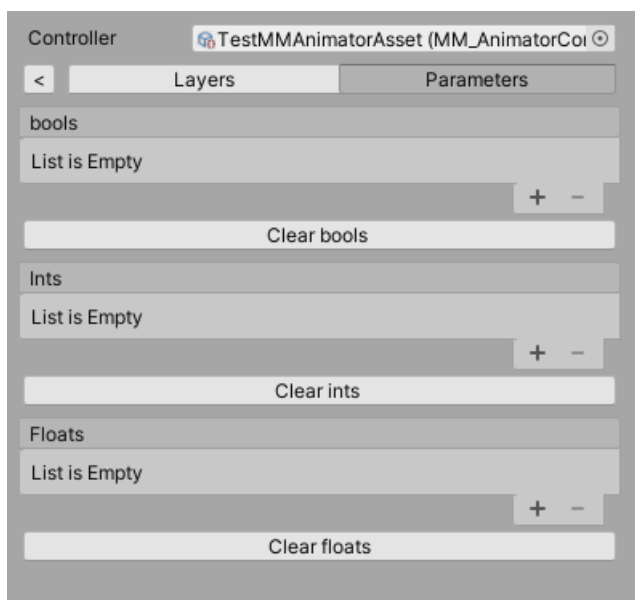 Controller TestMMAnimatorAsset (MM_AnimatorCo
< Layers Parameters
bools
List is Empty
+ −
Clear bools
Ints
List is Empty
+ −
Clear ints
Floats
List is Empty
+ −
Clear floats